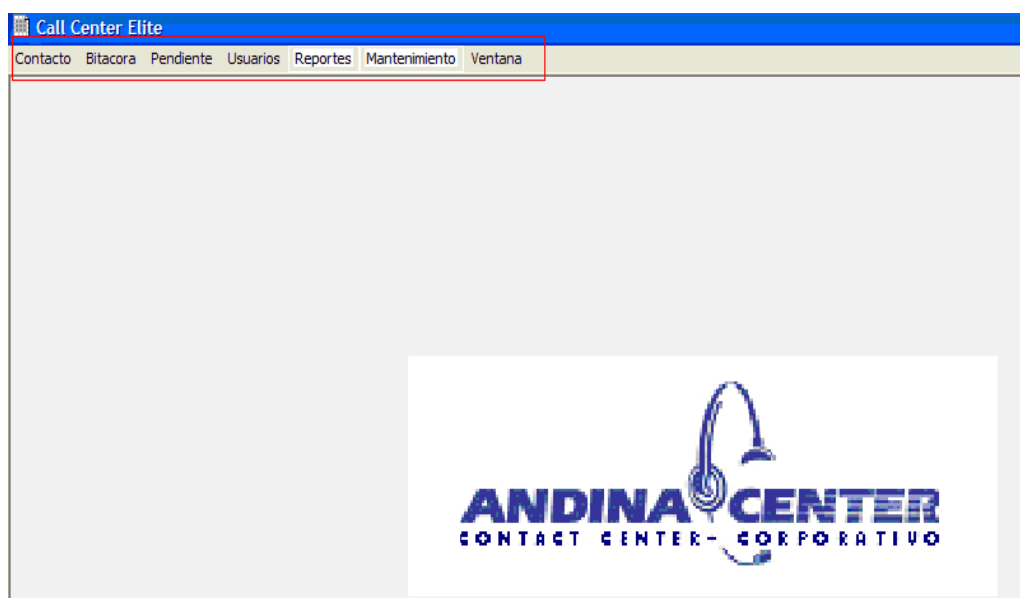 Call Center Elite
Contacto Bitacora Pendiente Usuarios Reportes Mantenimiento Ventana
ANDINA CENTER
CONTACT CENTER- CORPORATIVO